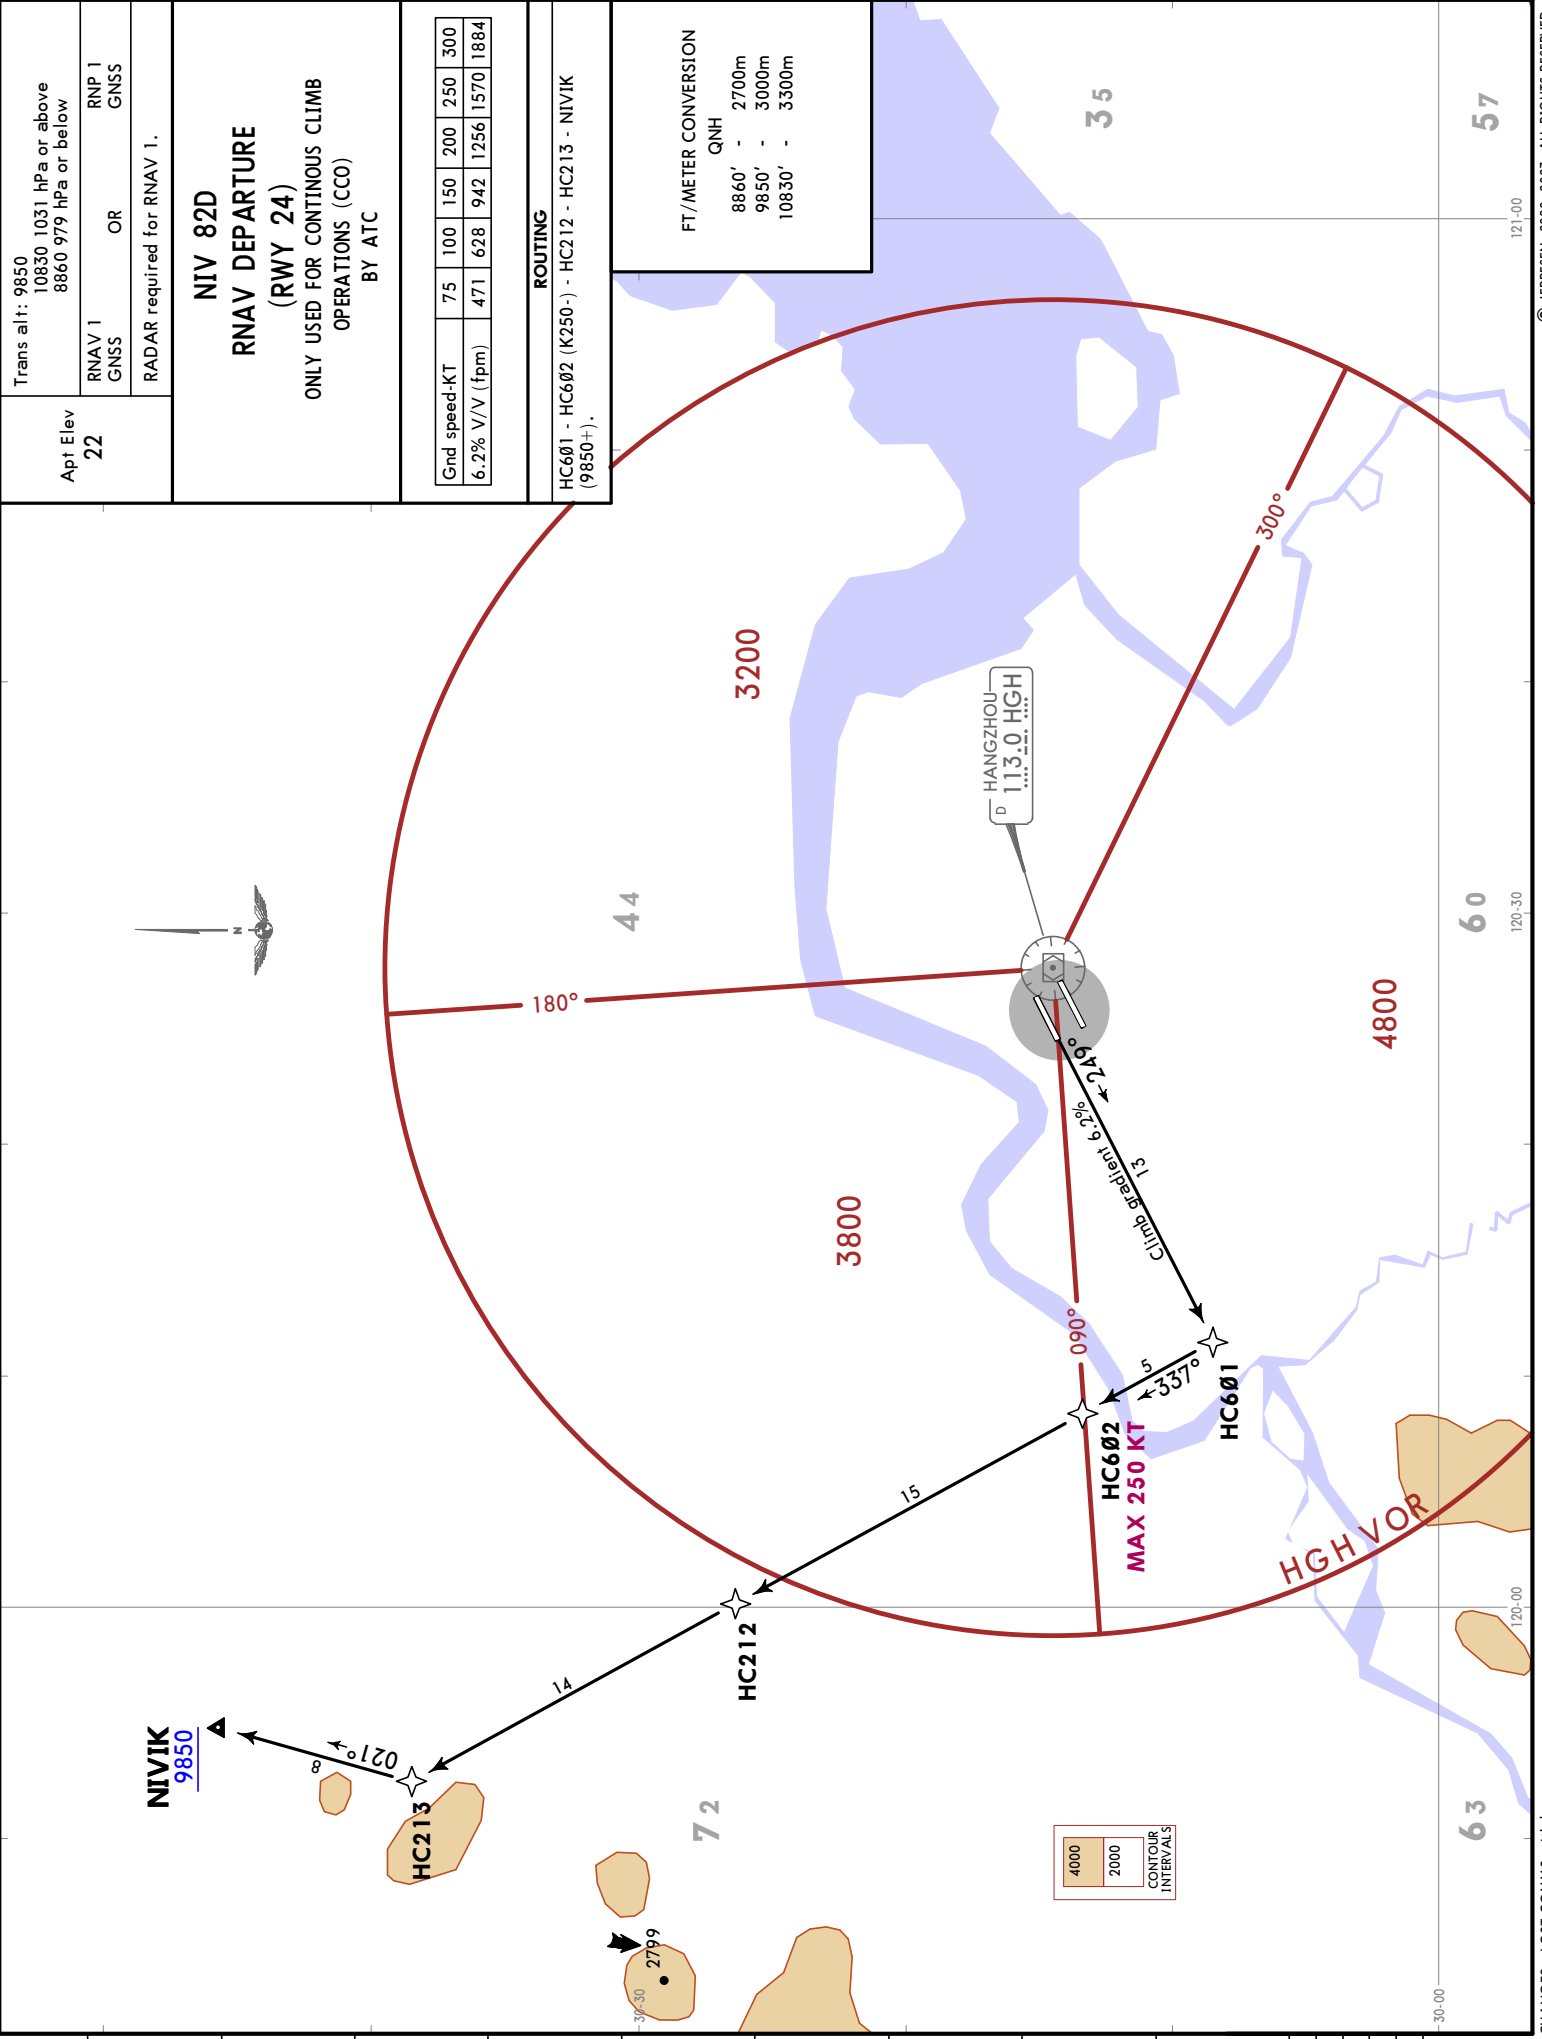 Apt Elev
22
Trans alt: 9850
10830 1031 hPa or above
8860 979 hPa or below
RNAV 1
GNSS
OR
RNP 1
GNSS
RADAR required for RNAV 1.
NIV 82D
RNAV DEPARTURE
(RWY 24)
ONLY USED FOR CONTINOUS CLIMB
OPERATIONS (CCO)
BY ATC
Gnd speed-KT 75 100 150 200 250 300
6.2% V/V (fpm) 471 628 942 1256 1570 1884
ROUTING
HC6Ø1 - HC6Ø2 (K250-) - HC212 - HC213 - NIVIK
(9850+).
FT/METER CONVERSION
QNH
8860' - 2700m
9850' - 3000m
10830' - 3300m
NIVIK
9850
8
021°
HC213
14
HC212
15
HC6Ø2
MAX 250 KT
5
337°
HC6Ø1
13
Climb gradient 6.2%
249°
HANGZHOU
D 113.0 HGH
N
180°
090°
300°
3200
3800
4800
HGH VOR
44
35
57
60
72
63
2799
4000
2000
CONTOUR
INTERVALS
30-30
30-00
120-00
120-30
121-00